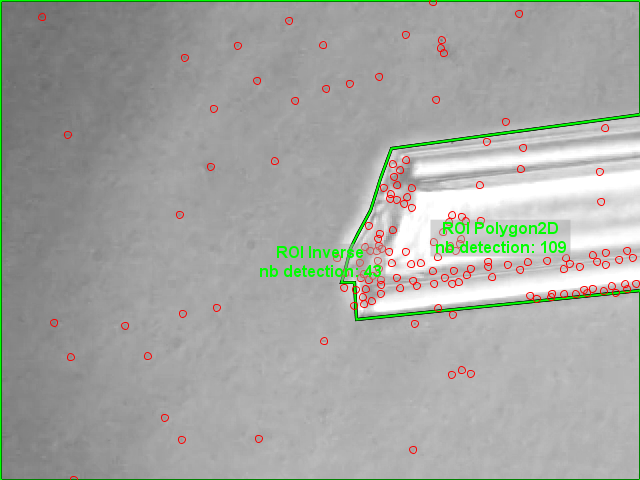 ROI Polygon2D
nb detection: 109
ROI Inverse
nb detection: 43